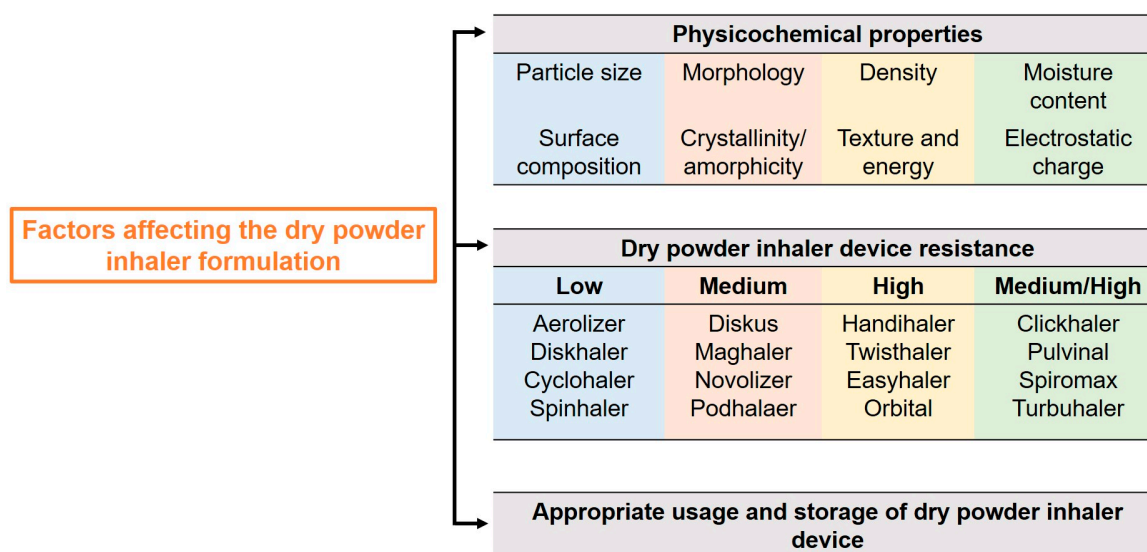 Factors affecting the dry powder
inhaler formulation
Physicochemical properties
Particle size Morphology Density Moisture
content
Surface Crystallinity/ Texture and Electrostatic
composition amorphicity energy charge
Dry powder inhaler device resistance
Low Medium High Medium/High
Aerolizer Diskus Handihaler Clickhaler
Diskhaler Maghaler Twisthaler Pulvinal
Cyclohaler Novolizer Easyhaler Spiromax
Spinhaler Podhalaer Orbital Turbuhaler
Appropriate usage and storage of dry powder inhaler
device